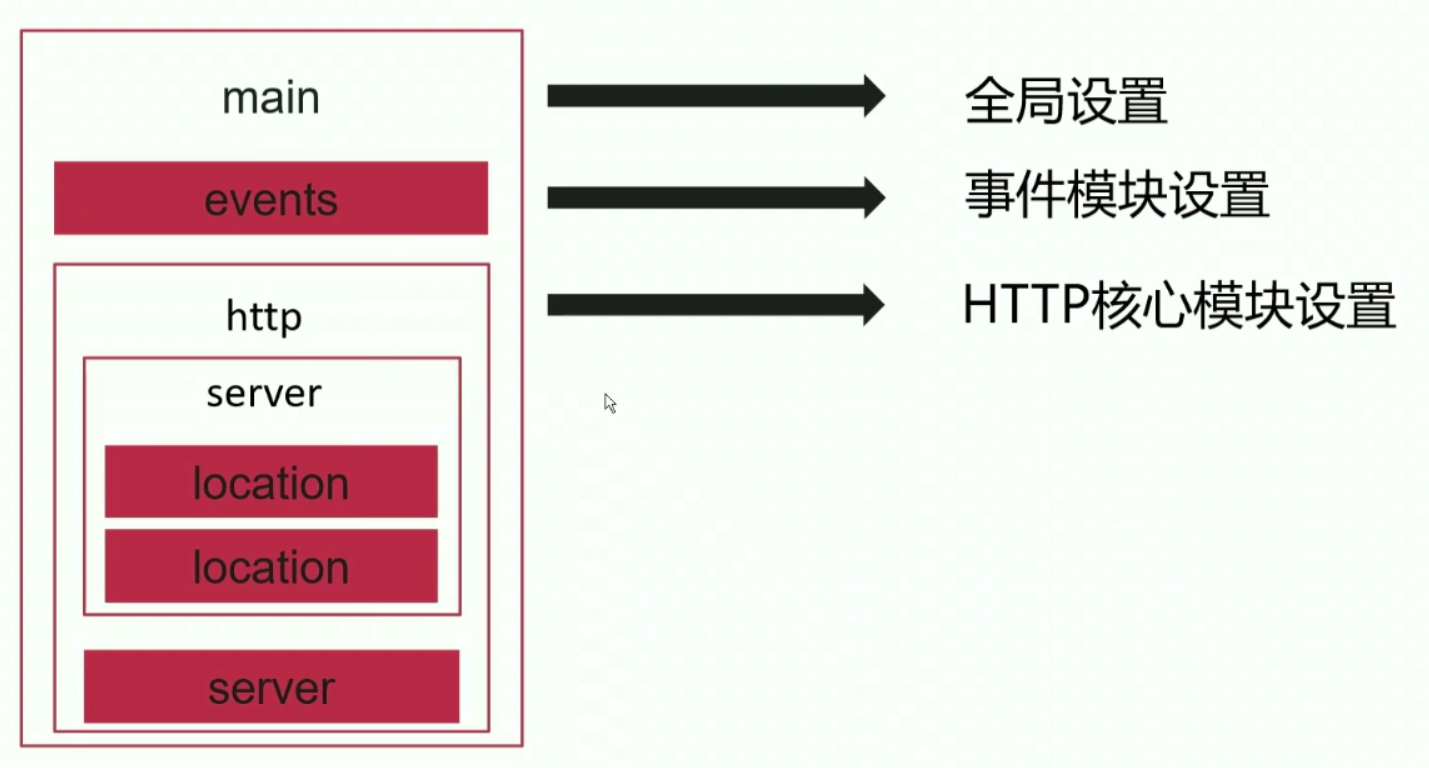 main
全局设置
events
事件模块设置
http
HTTP核心模块设置
server
location
location
server